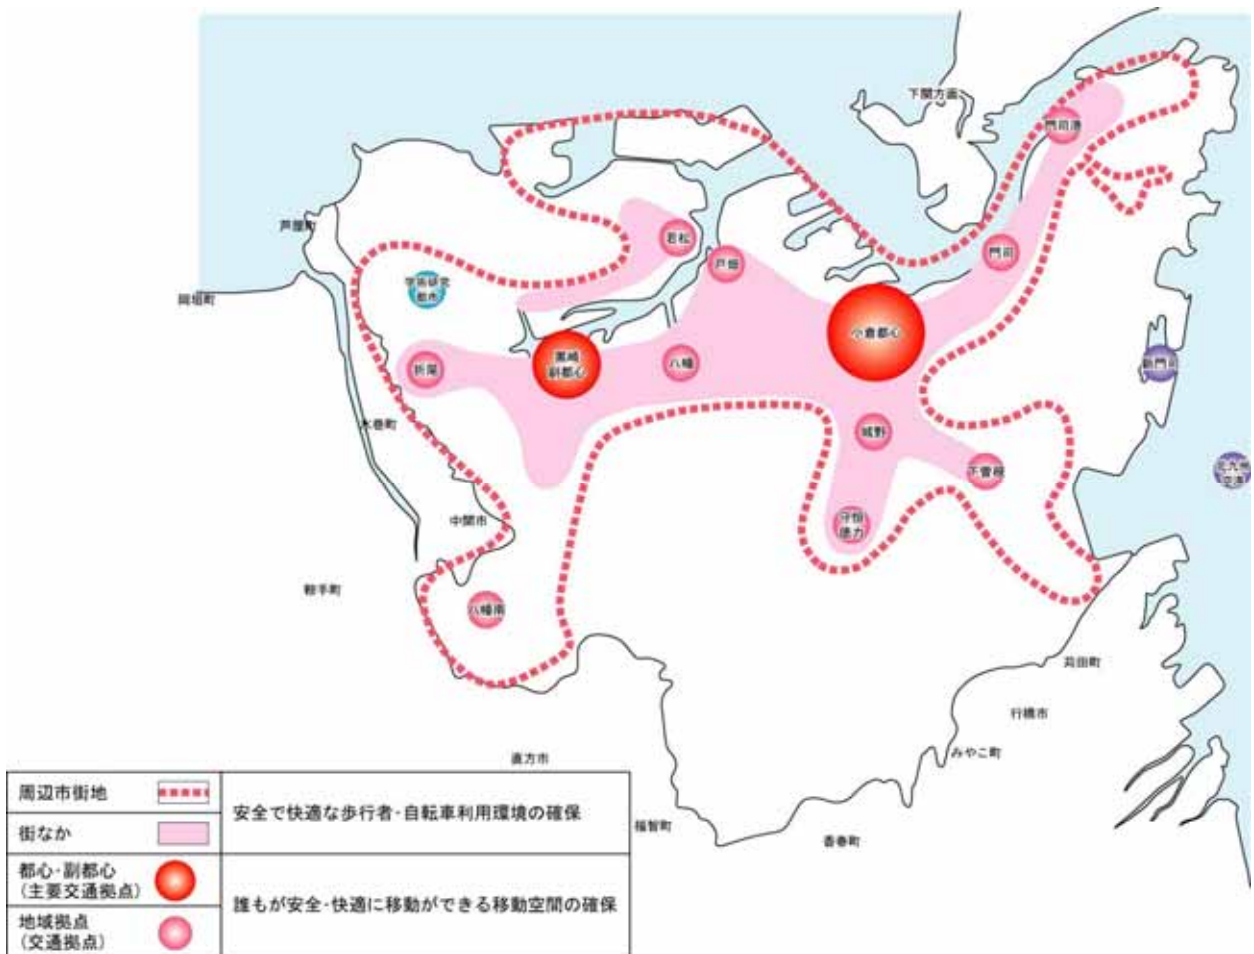 下関方面
門司港
芦屋町
若松
戸畑
門司
学術研究
都市
岡垣町
小倉都心
黒崎
副都心
八幡
折尾
新門司
水巻町
城野
下曽根
北九州
空港
中間市
守恒
徳力
鞍手町
八幡南
苅田町
行橋市
みやこ町
直方市
福智町
香春町
周辺市街地
安全で快適な歩行者・自転車利用環境の確保
街なか
都心・副都心
(主要交通拠点)
誰もが安全・快適に移動ができる移動空間の確保
地域拠点
(交通拠点)